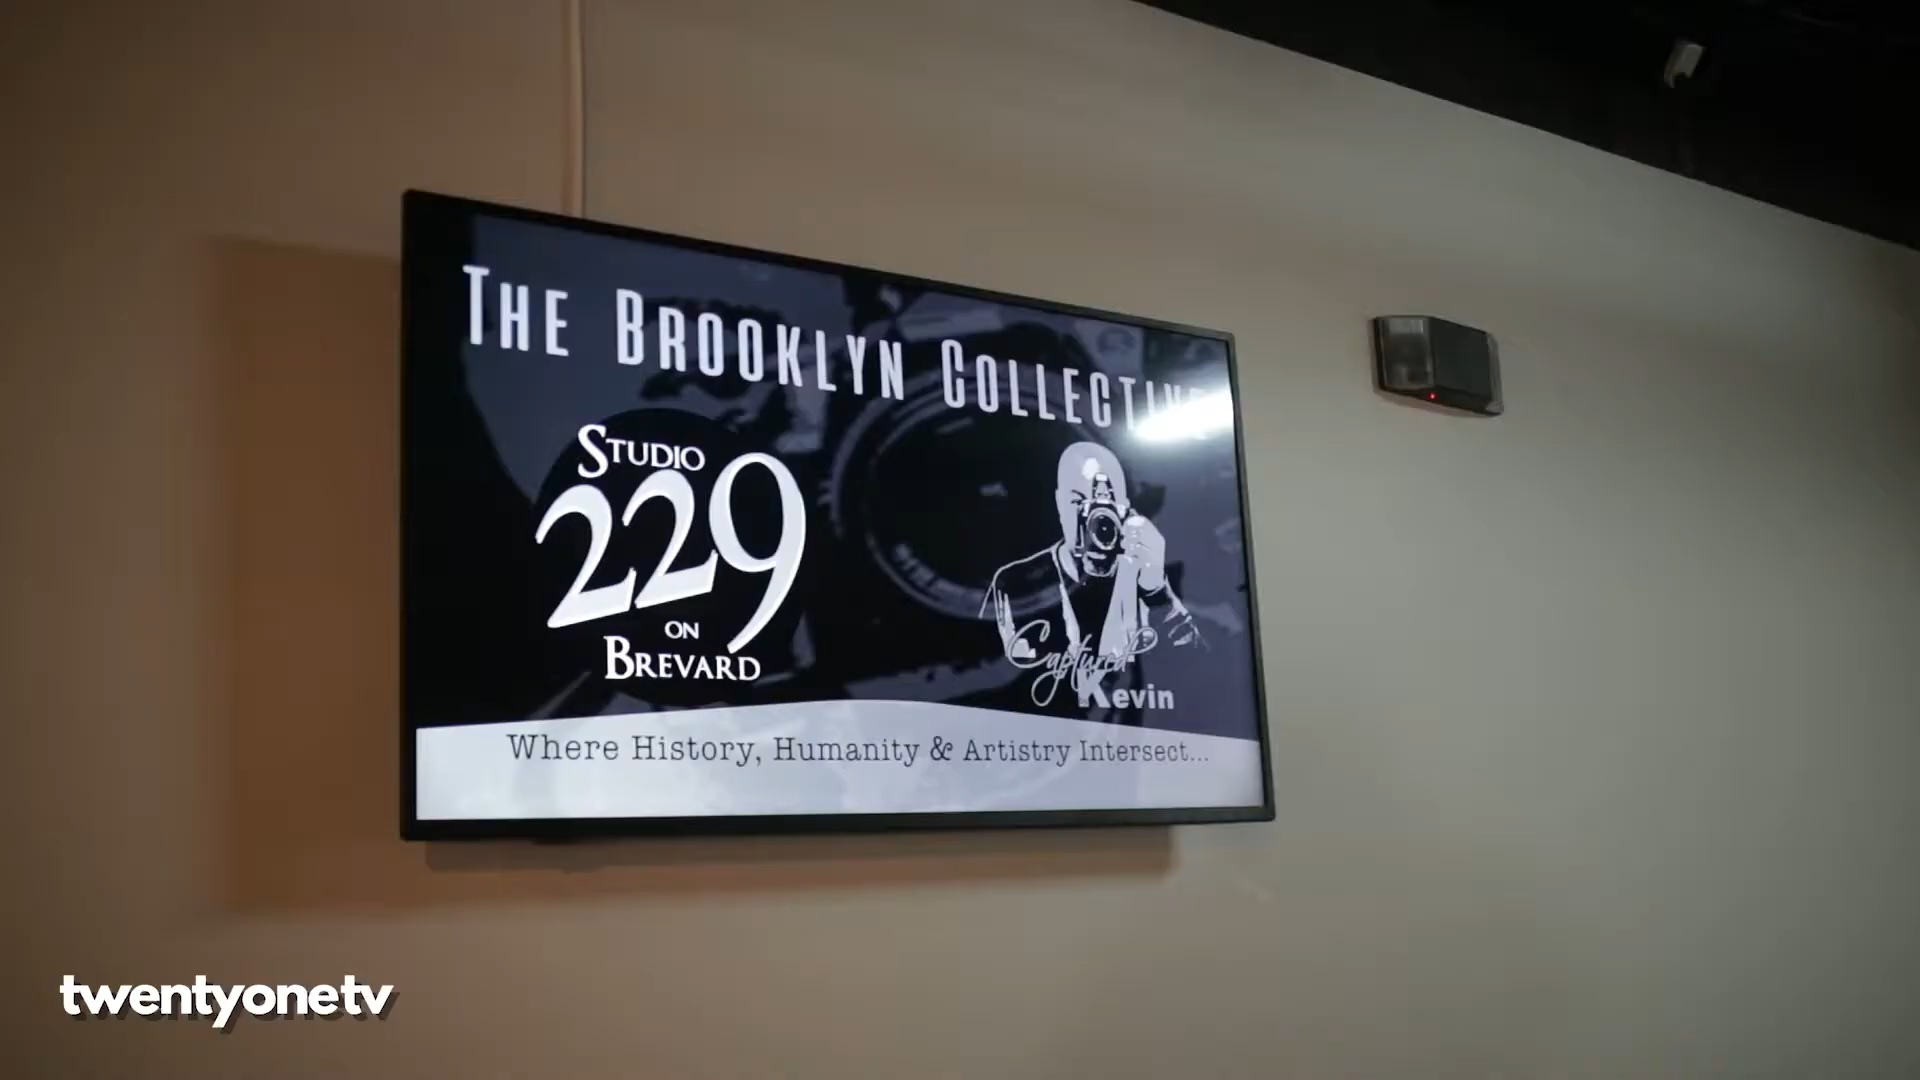 THE BROOKLYN COLLECTIVE
STUDIO
229
ON
BREVARD
Captured
Kevin
Where History, Humanity & Artistry Intersect...
twentyonetv